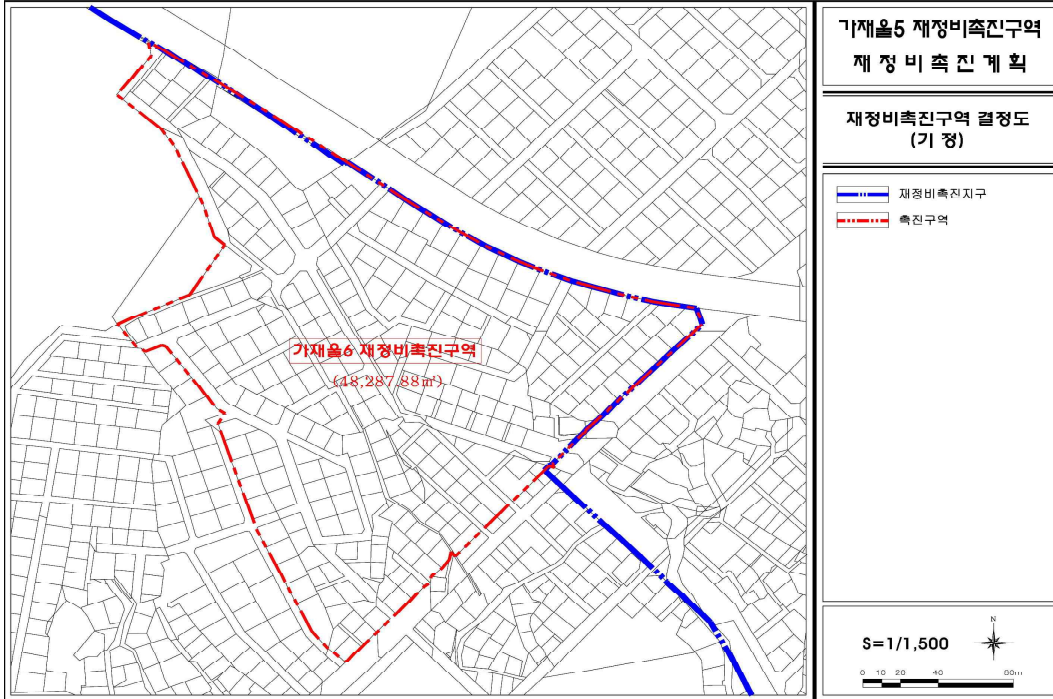 가재울5 재정비촉진구역
재 정 비 촉 진 계 획
재정비촉진구역 결정도
(기 정)
재정비촉진지구
촉진구역
가재울6 재정비촉진구역
(48,287.88㎡)
S=1/1,500
N
0 10 20 40 80m